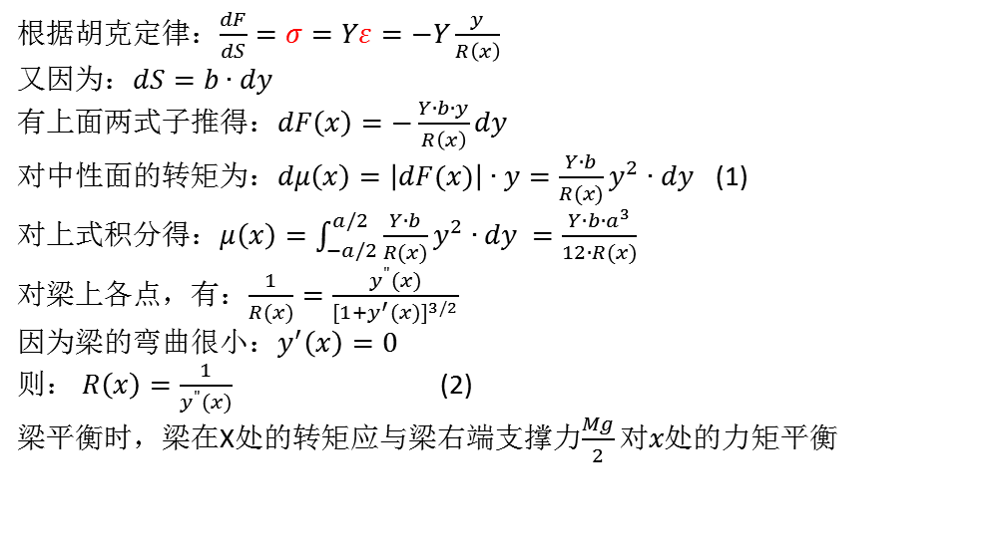 根据胡克定律：$\frac{dF}{dS} = \sigma = Y\varepsilon = -Y\frac{y}{R(x)}$
又因为：$dS = b \cdot dy$
有上面两式子推得：$dF(x) = -\frac{Y \cdot b \cdot y}{R(x)}dy$
对中性面的转矩为：$d\mu(x) = |dF(x)| \cdot y = \frac{Y \cdot b}{R(x)}y^2 \cdot dy$ (1)
对上式积分得：$\mu(x) = \int_{-a/2}^{a/2} \frac{Y \cdot b}{R(x)}y^2 \cdot dy = \frac{Y \cdot b \cdot a^3}{12 \cdot R(x)}$
对梁上各点，有：$\frac{1}{R(x)} = \frac{y"(x)}{[1+y'(x)]^{3/2}}$
因为梁的弯曲很小：$y'(x) = 0$
则： $R(x) = \frac{1}{y"(x)}$ (2)
梁平衡时，梁在X处的转矩应与梁右端支撑力$\frac{Mg}{2}$对$x$处的力矩平衡